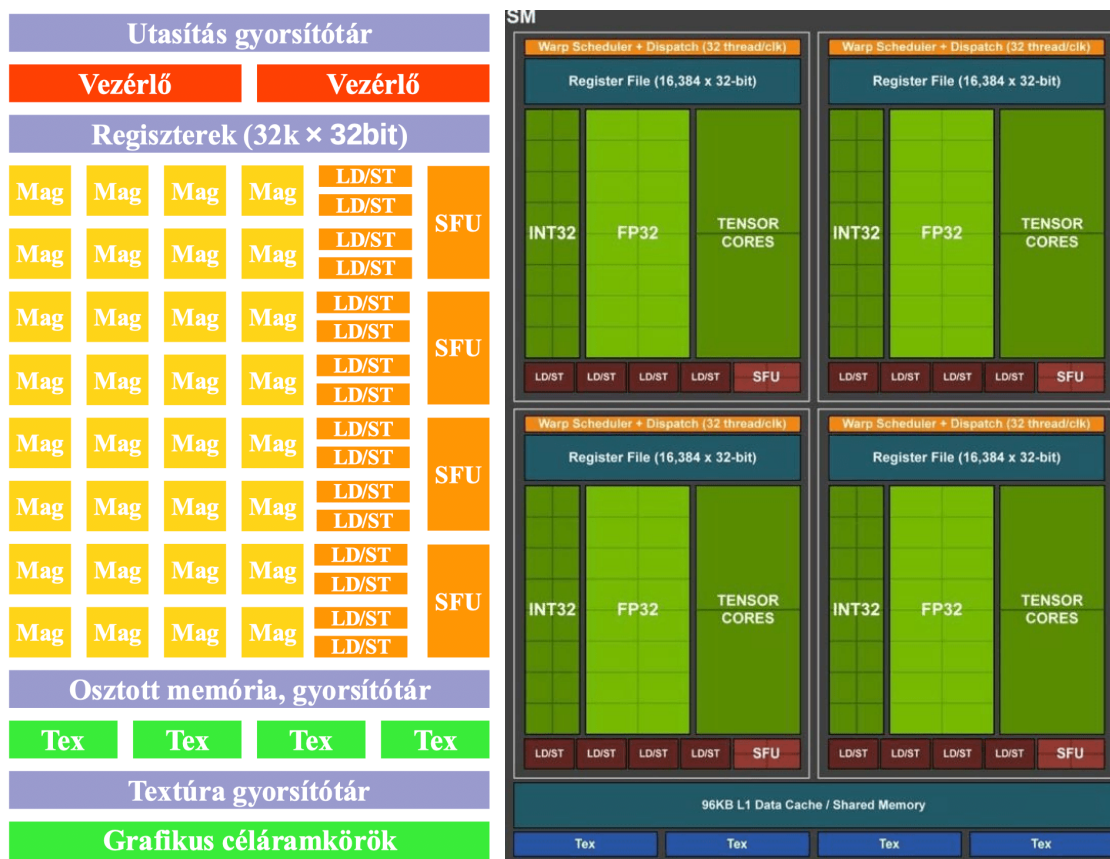 Utasítás gyorsítótár
Vezérlő Vezérlő
Regiszterek (32k × 32bit)
Mag Mag Mag Mag LD/ST LD/ST SFU
Mag Mag Mag Mag LD/ST LD/ST
Mag Mag Mag Mag LD/ST LD/ST SFU
Mag Mag Mag Mag LD/ST LD/ST
Mag Mag Mag Mag LD/ST LD/ST SFU
Mag Mag Mag Mag LD/ST LD/ST
Mag Mag Mag Mag LD/ST LD/ST SFU
Mag Mag Mag Mag LD/ST LD/ST
Osztott memória, gyorsítótár
Tex Tex Tex Tex
Textúra gyorsítótár
Grafikus céláramkörök
SM
Warp Scheduler + Dispatch (32 thread/clk)
Register File (16,384 x 32-bit)
INT32 FP32 TENSOR
CORES
LD/ST LD/ST LD/ST LD/ST SFU
Warp Scheduler + Dispatch (32 thread/clk)
Register File (16,384 x 32-bit)
INT32 FP32 TENSOR
CORES
LD/ST LD/ST LD/ST LD/ST SFU
Warp Scheduler + Dispatch (32 thread/clk)
Register File (16,384 x 32-bit)
INT32 FP32 TENSOR
CORES
LD/ST LD/ST LD/ST LD/ST SFU
Warp Scheduler + Dispatch (32 thread/clk)
Register File (16,384 x 32-bit)
INT32 FP32 TENSOR
CORES
LD/ST LD/ST LD/ST LD/ST SFU
96KB L1 Data Cache / Shared Memory
Tex Tex Tex Tex